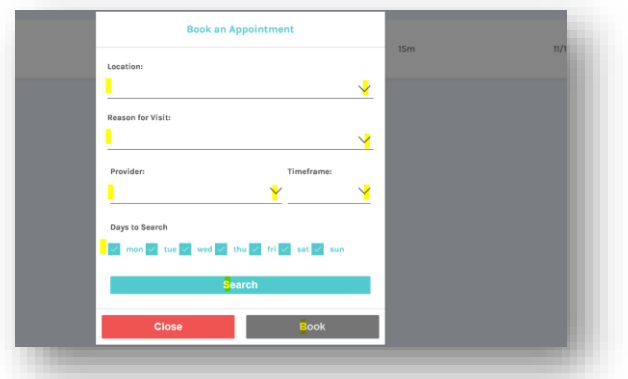 Book an Appointment
15m 11/1
Location:
Reason for Visit:
Provider: Timeframe:
Days to Search
mon tue wed thu fri sat sun
Search
Close Book